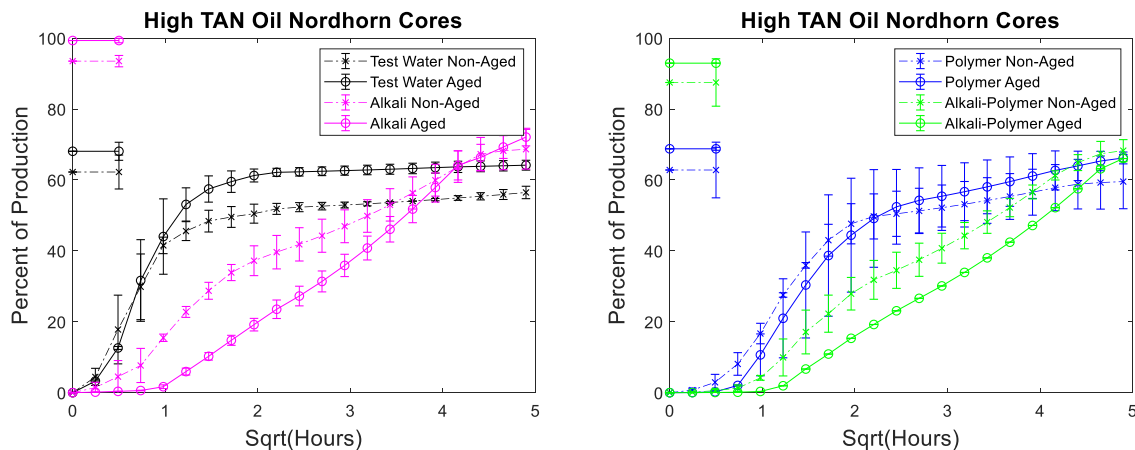 High TAN Oil Nordhorn Cores
Percent of Production
100
80
60
40
20
0
Test Water Non-Aged
Test Water Aged
Alkali Non-Aged
Alkali Aged
0 1 2 3 4 5
Sqrt(Hours)
High TAN Oil Nordhorn Cores
Percent of Production
100
80
60
40
20
0
Polymer Non-Aged
Polymer Aged
Alkali-Polymer Non-Aged
Alkali-Polymer Aged
0 1 2 3 4 5
Sqrt(Hours)